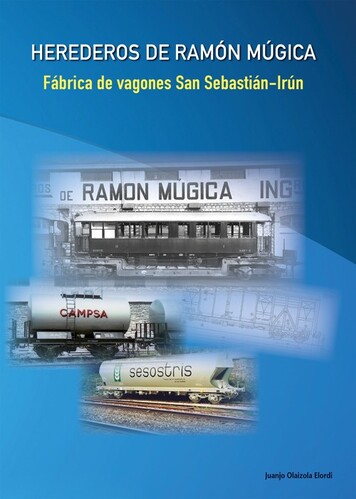 HEREDEROS DE RAMÓN MÚGICA
Fábrica de vagones San Sebastián-Irún
DE RAMON MUGICA ING
CAMPSA
sesostris
Juanjo Olaizola Elordi